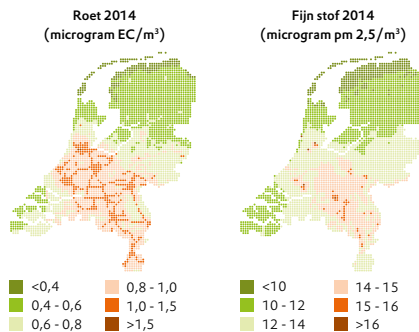 Roet 2014
(microgram EC/m³)
<0,4
0,4 - 0,6
0,6 - 0,8
0,8 - 1,0
1,0 - 1,5
>1,5
Fijn stof 2014
(microgram pm 2,5/m³)
<10
10 - 12
12 - 14
14 - 15
15 - 16
>16